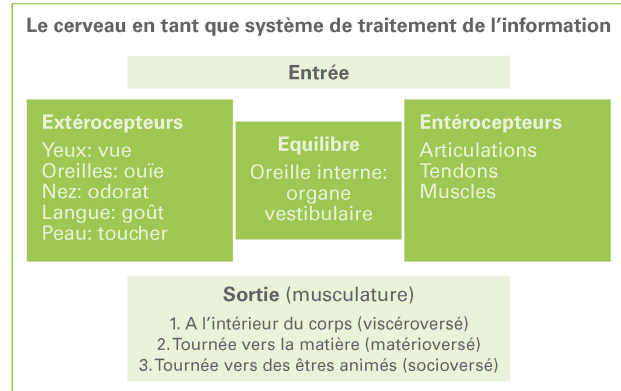 Le cerveau en tant que système de traitement de l’information
Entrée
Extérocepteurs
Yeux: vue
Oreilles: ouïe
Nez: odorat
Langue: goût
Peau: toucher
Equilibre
Oreille interne:
organe
vestibulaire
Entérocepteurs
Articulations
Tendons
Muscles
Sortie (musculature)
1. A l’intérieur du corps (viscéroversé)
2. Tournée vers la matière (matérioversé)
3. Tournée vers des êtres animés (socioversé)